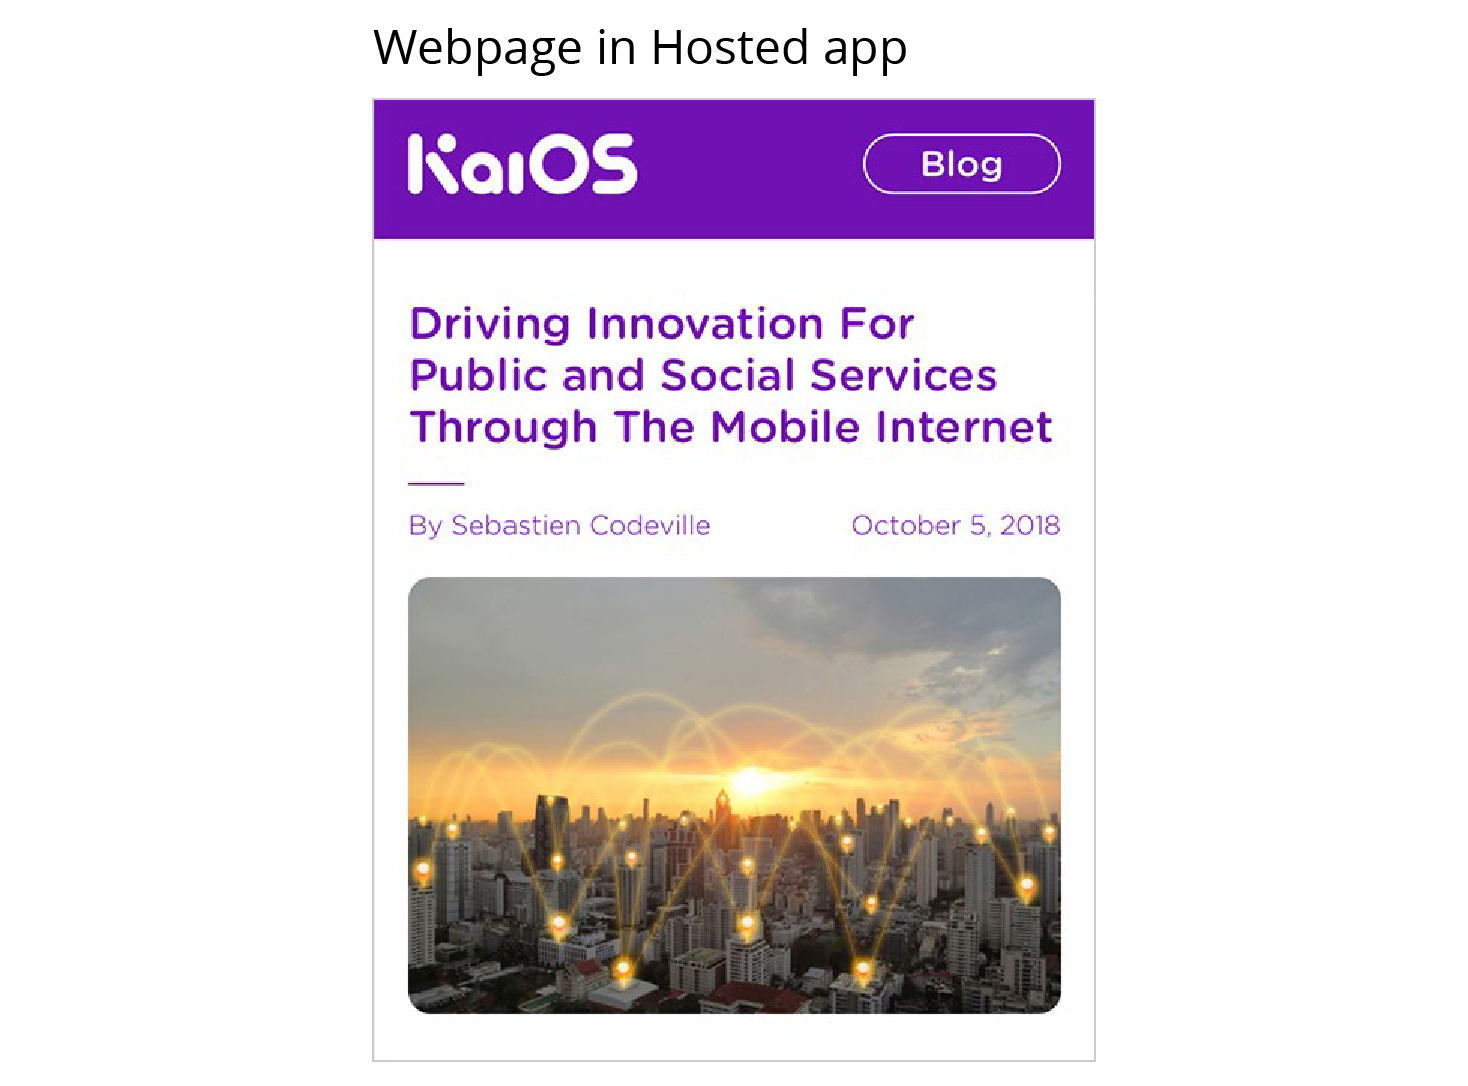 Webpage in Hosted app
KaiOS
Blog
Driving Innovation For
Public and Social Services
Through The Mobile Internet
By Sebastien Codeville
October 5, 2018